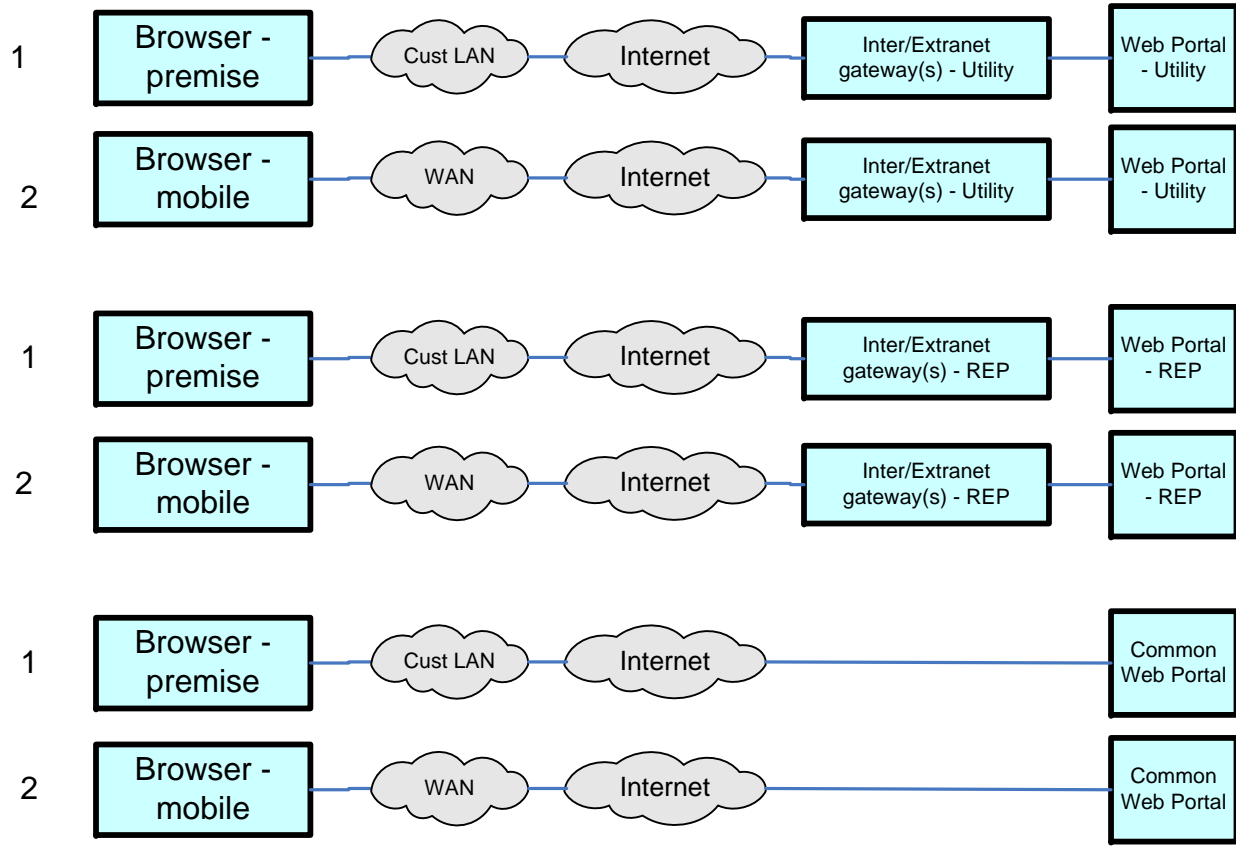 1
Browser -
premise
Cust LAN
Internet
Inter/Extranet
gateway(s) - Utility
Web Portal
- Utility
2
Browser -
mobile
WAN
Internet
Inter/Extranet
gateway(s) - Utility
Web Portal
- Utility
1
Browser -
premise
Cust LAN
Internet
Inter/Extranet
gateway(s) - REP
Web Portal
- REP
2
Browser -
mobile
WAN
Internet
Inter/Extranet
gateway(s) - REP
Web Portal
- REP
1
Browser -
premise
Cust LAN
Internet
Common
Web Portal
2
Browser -
mobile
WAN
Internet
Common
Web Portal